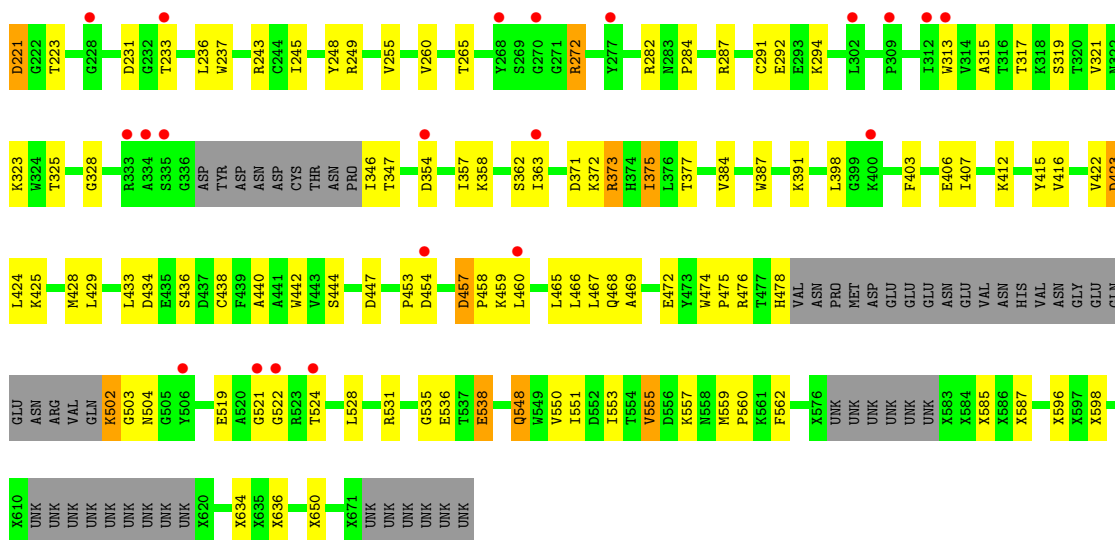 D221 G222 T223 G228 D231 G232 T233 L236 W237 R243 C244 I245 Y248 R249 V255 V260 T265 Y268 S269 G270 G271 R272 Y277 R282 N283 P284 R287 C291 E292 E293 K294 L302 P309 I312 W313 V314 A315 T316 T317 K318 S319 T320 V321 N322
K323 W324 T325 G328 R333 A334 S335 G336 ASP TYR ASP ASN ASP CYS THR ASN PRO I346 T347 D354 I357 K358 S362 I363 D371 K372 R373 H374 I375 L376 T377 V384 W387 K391 L398 G399 K400 F403 E406 I407 K412 Y415 V416 V422 D423
L424 K425 M428 L429 L433 D434 E435 S436 D437 C438 F439 A440 A441 W442 V443 S444 D447 P453 D454 D457 P458 K459 L460 L465 L466 L467 Q468 A469 E472 Y473 W474 P475 R476 T477 H478 VAL ASN PRO MET ASP GLU GLU GLU ASN GLU VAL ASN HIS VAL ASN GLY GLU GLN
GLU ASN ARG VAL GLN K502 G503 N504 G505 Y506 E519 A520 G521 G522 R523 T524 L528 R531 G535 E536 T537 E538 Q548 W549 V550 I551 D552 I553 T554 V555 D556 K557 N558 M559 P560 K561 F562 X576 UNK UNK UNK UNK UNK UNK X583 X584 X585 X586 X587 X596 X597 X598
X610 UNK UNK UNK UNK UNK UNK UNK UNK UNK X620 X634 X635 X636 X650 X671 UNK UNK UNK UNK UNK UNK